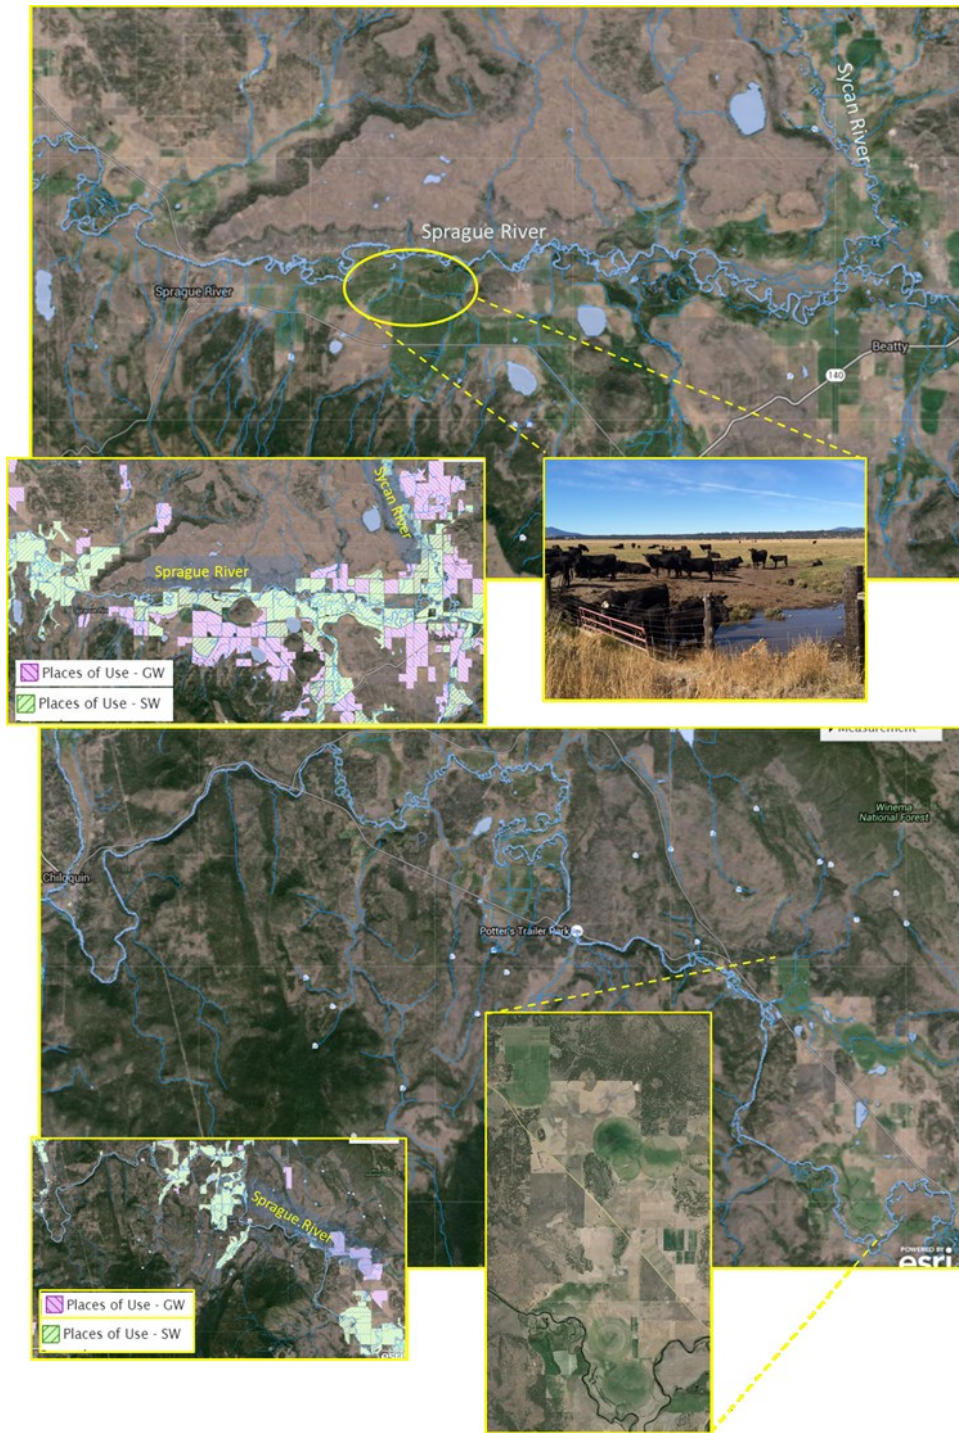 Sycan River
Sprague River
Sprague River
Beatty
140
Sycan River
Sprague River
Places of Use - GW
Places of Use - SW
Measurement
Winema
National Forest
Chiloquin
Potter's Trailer Park
POWERED BY
esri
Sprague River
Places of Use - GW
Places of Use - SW
esri